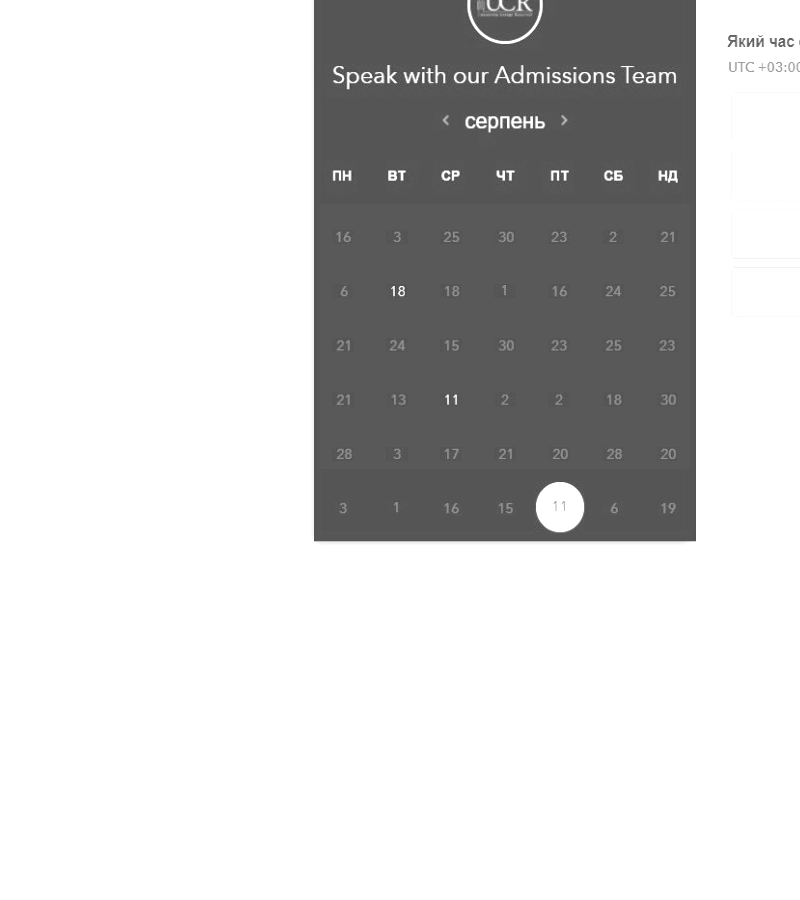 UCR
Speak with our Admissions Team
серпень
ПН ВТ СР ЧТ ПТ СБ НД
16 3 25 30 23 2 21
6 18 18 1 16 24 25
21 24 15 30 23 25 23
21 13 11 2 2 18 30
28 3 17 21 20 28 20
3 1 16 15 11 6 19
Який час
UTC +03:00